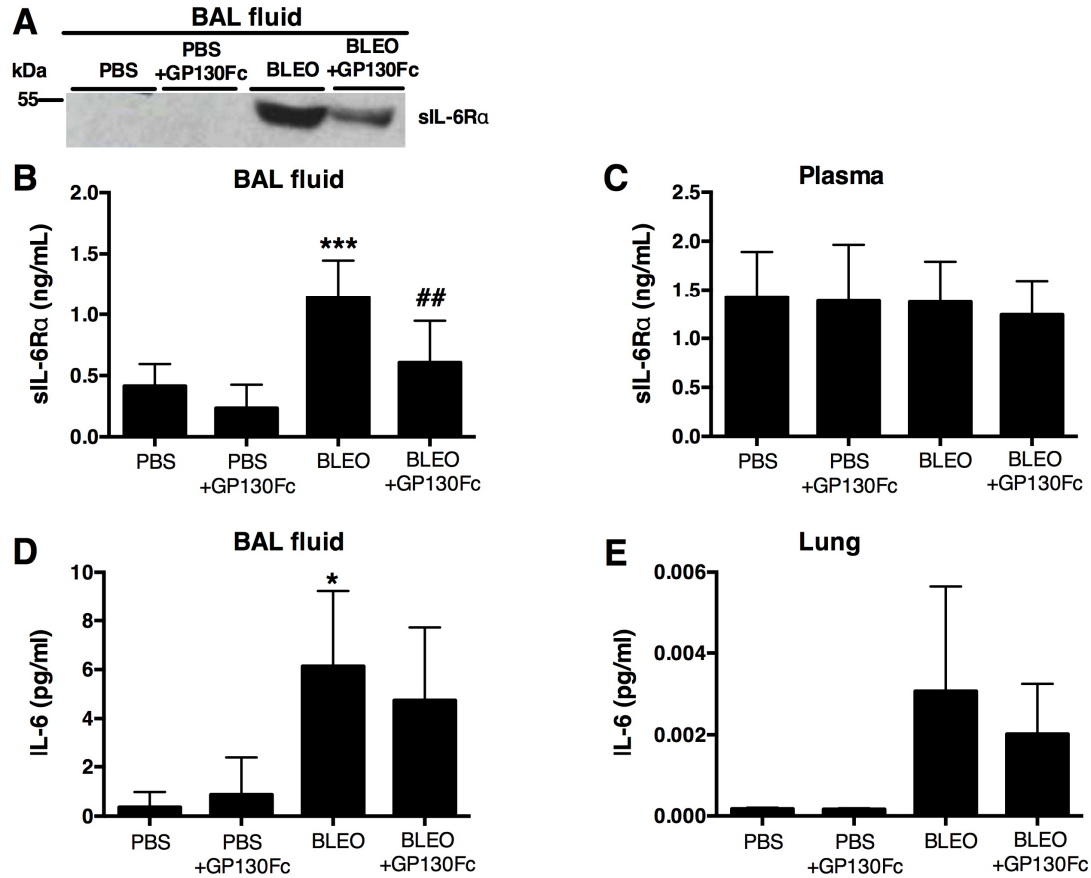 A
BAL fluid
kDa
PBS
PBS
+GP130Fc
BLEO
BLEO
+GP130Fc
55
sIL-6Rα
B
BAL fluid
sIL-6Rα (ng/mL)
2.0
1.5
1.0
0.5
0.0
***
##
PBS
PBS
+GP130Fc
BLEO
BLEO
+GP130Fc
C
Plasma
sIL-6Rα (ng/mL)
2.5
2.0
1.5
1.0
0.5
0.0
PBS
PBS
+GP130Fc
BLEO
BLEO
+GP130Fc
D
BAL fluid
IL-6 (pg/ml)
10
8
6
4
2
0
*
PBS
PBS
+GP130Fc
BLEO
BLEO
+GP130Fc
E
Lung
IL-6 (pg/ml)
0.006
0.004
0.002
0.000
PBS
PBS
+GP130Fc
BLEO
BLEO
+GP130Fc